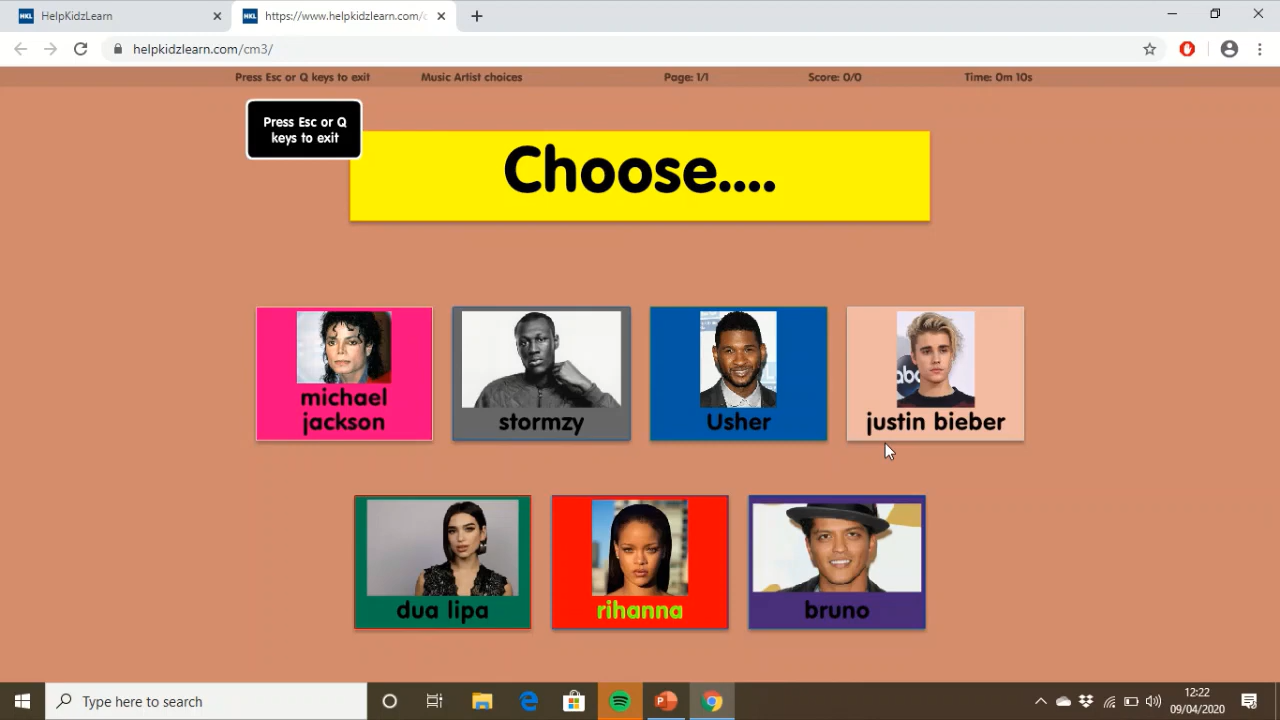 HelpKidzLearn
https://www.helpkidzlearn.com/c
helpkidzlearn.com/cm3/
Press Esc or Q keys to exit
Music Artist choices
Page: 1/1
Score: 0/0
Time: 0m 10s
Press Esc or Q
keys to exit
Choose....
michael
jackson
stormzy
Usher
abc
justin bieber
dua lipa
rihanna
bruno
Type here to search
12:22
09/04/2020